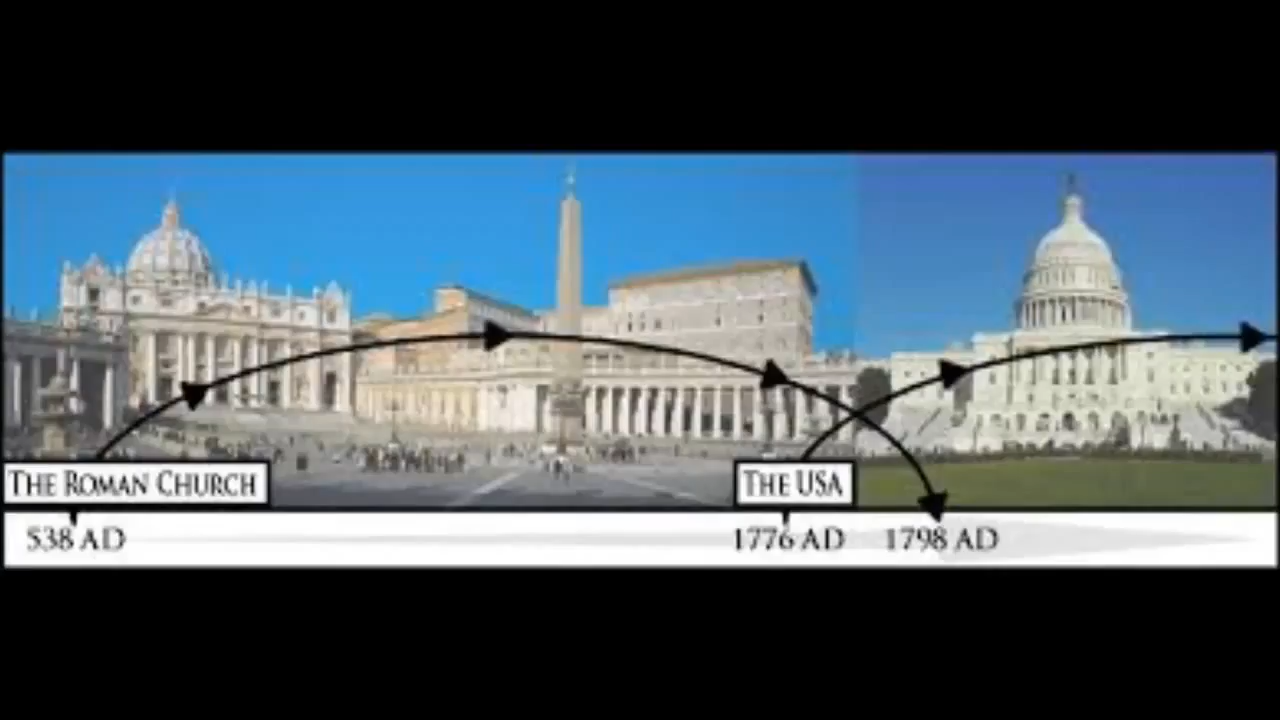 THE ROMAN CHURCH
THE USA
538 AD
1776 AD
1798 AD